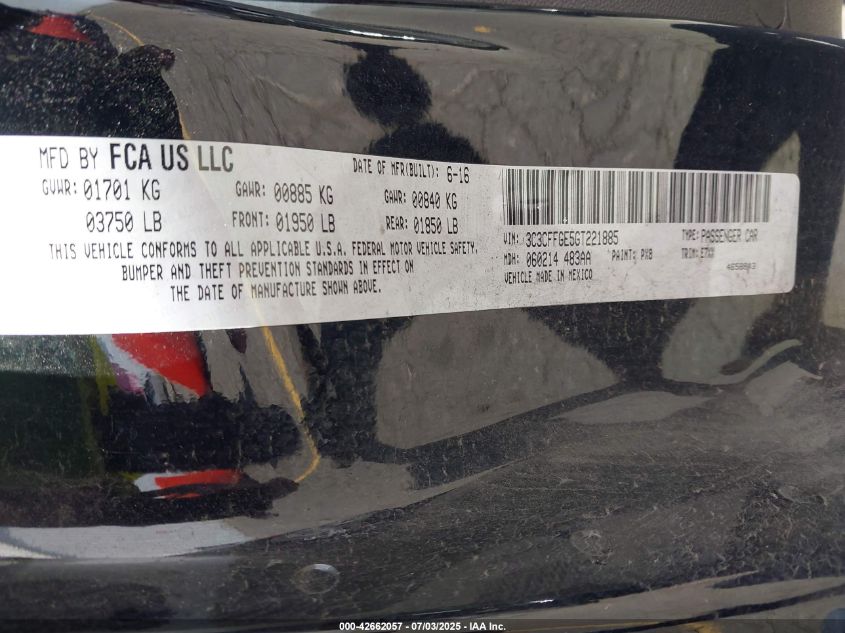 MFD BY FCA US LLC DATE OF MFR(BUILT): 6-16
GVWR: 01701 KG GAWR: 00885 KG GAWR: 00840 KG
03750 LB FRONT: 01950 LB REAR: 01850 LB
THIS VEHICLE CONFORMS TO ALL APPLICABLE U.S.A. FEDERAL MOTOR VEHICLE SAFETY,
BUMPER AND THEFT PREVENTION STANDARDS IN EFFECT ON
THE DATE OF MANUFACTURE SHOWN ABOVE.
VIN: 3C3CFFGE5GT221885 TYPE: PASSENGER CAR
MDH: 060214 483AA PAINT: PX8 TRIM:
VEHICLE MADE IN MEXICO
000-42662057 - 07/03/2025 - IAA Inc.